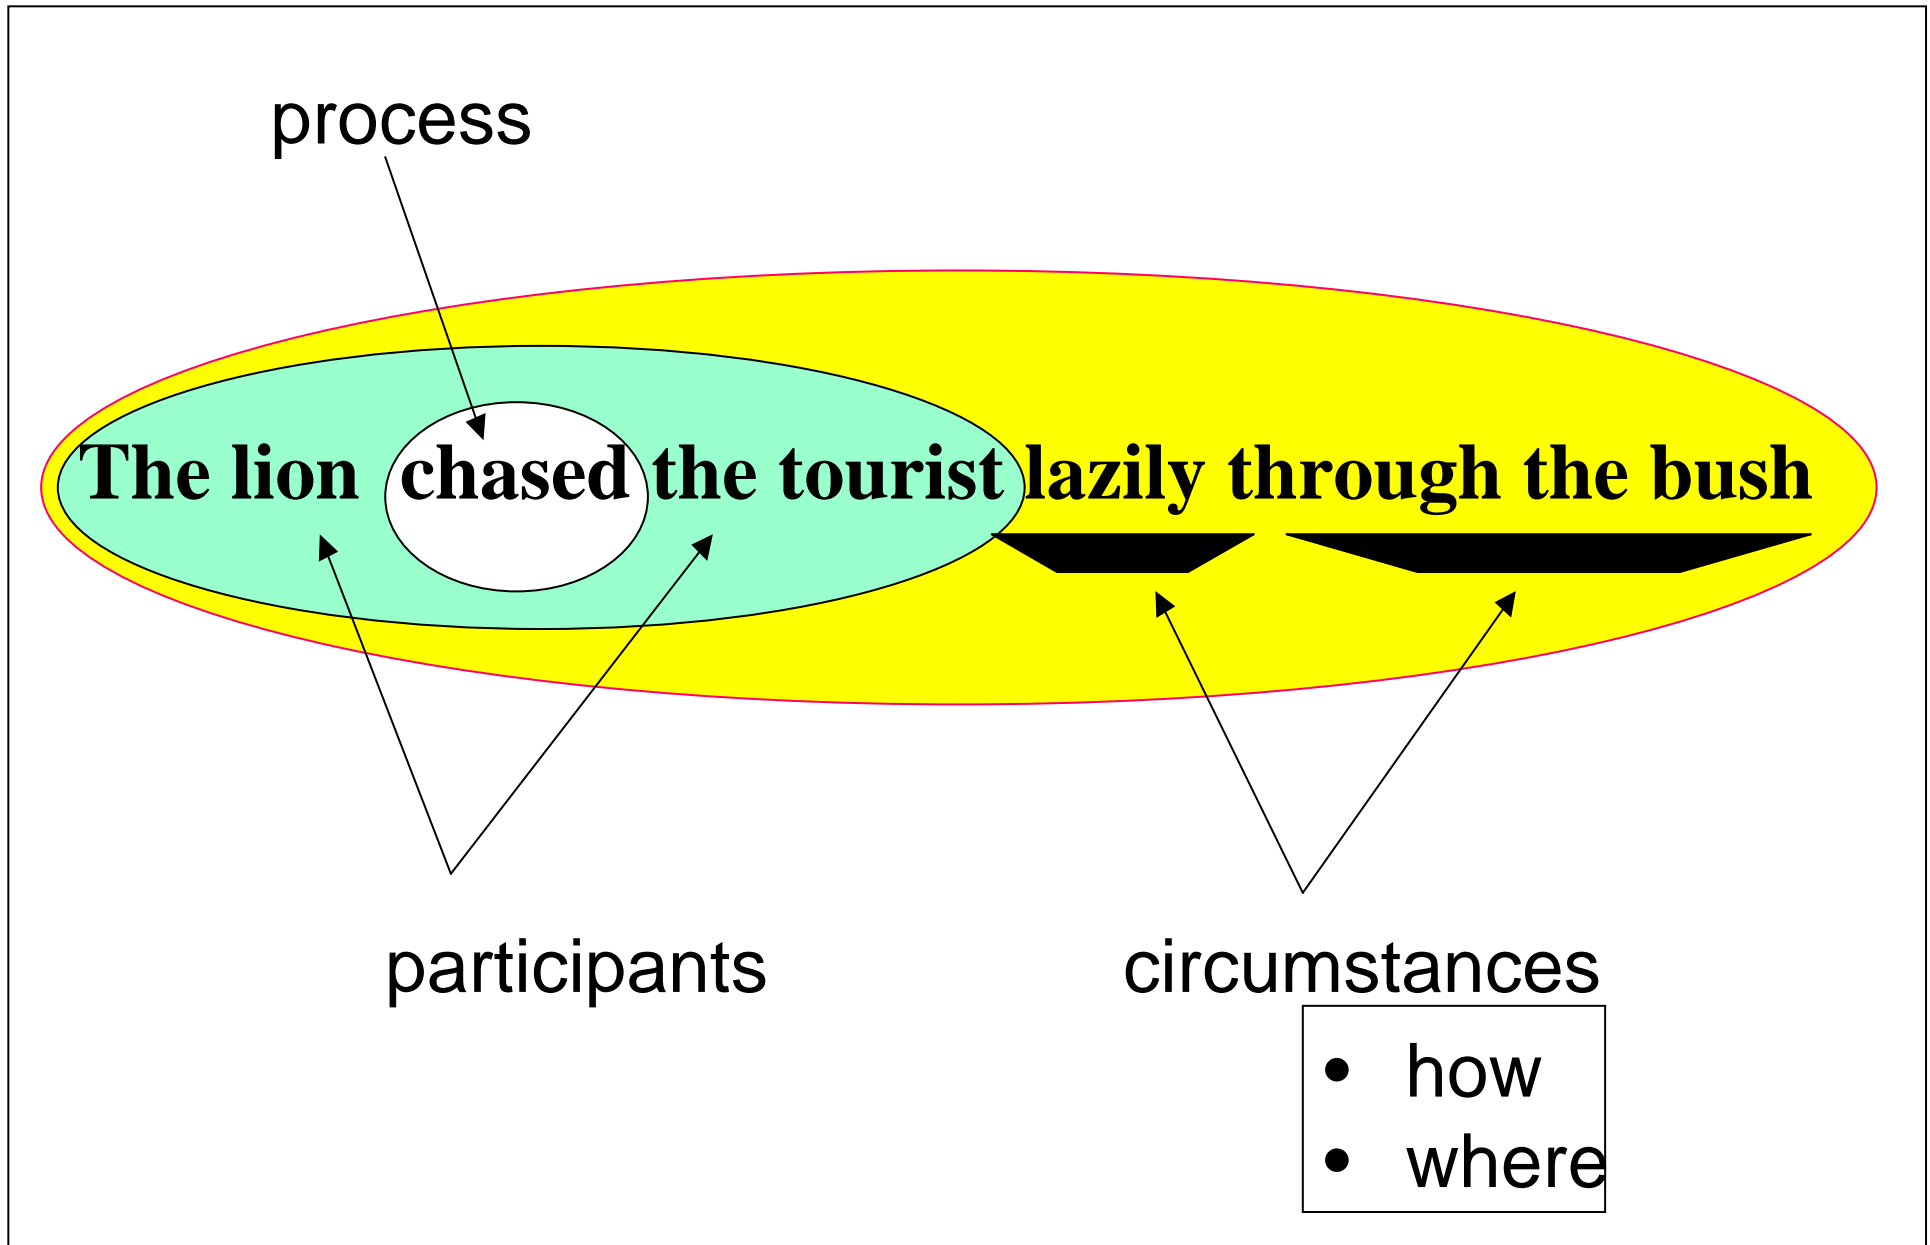 process
The lion chased the tourist lazily through the bush
participants
circumstances
• how
• where